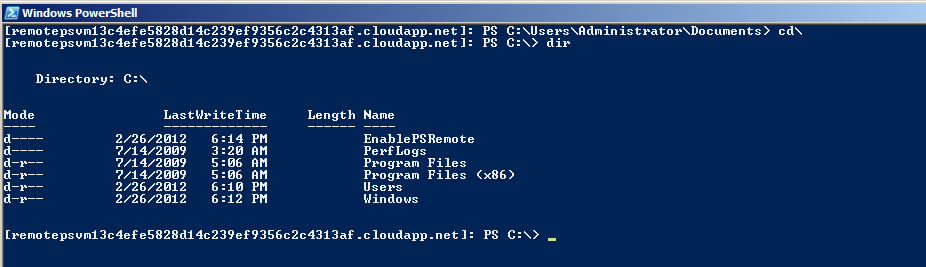 Windows PowerShell
[remotepsvm13c4efe5828d14c239ef9356c2c4313af.cloudapp.net]: PS C:\Users\Administrator\Documents> cd\
[remotepsvm13c4efe5828d14c239ef9356c2c4313af.cloudapp.net]: PS C:\> dir
Directory: C:\
Mode LastWriteTime Length Name
---- ------------- ------ ----
d---- 2/26/2012 6:14 PM EnablePSRemote
d---- 7/14/2009 3:20 AM PerfLogs
d-r-- 7/14/2009 5:06 AM Program Files
d-r-- 7/14/2009 5:06 AM Program Files (x86)
d-r-- 2/26/2012 6:10 PM Users
d-r-- 2/26/2012 6:12 PM Windows
[remotepsvm13c4efe5828d14c239ef9356c2c4313af.cloudapp.net]: PS C:\> _